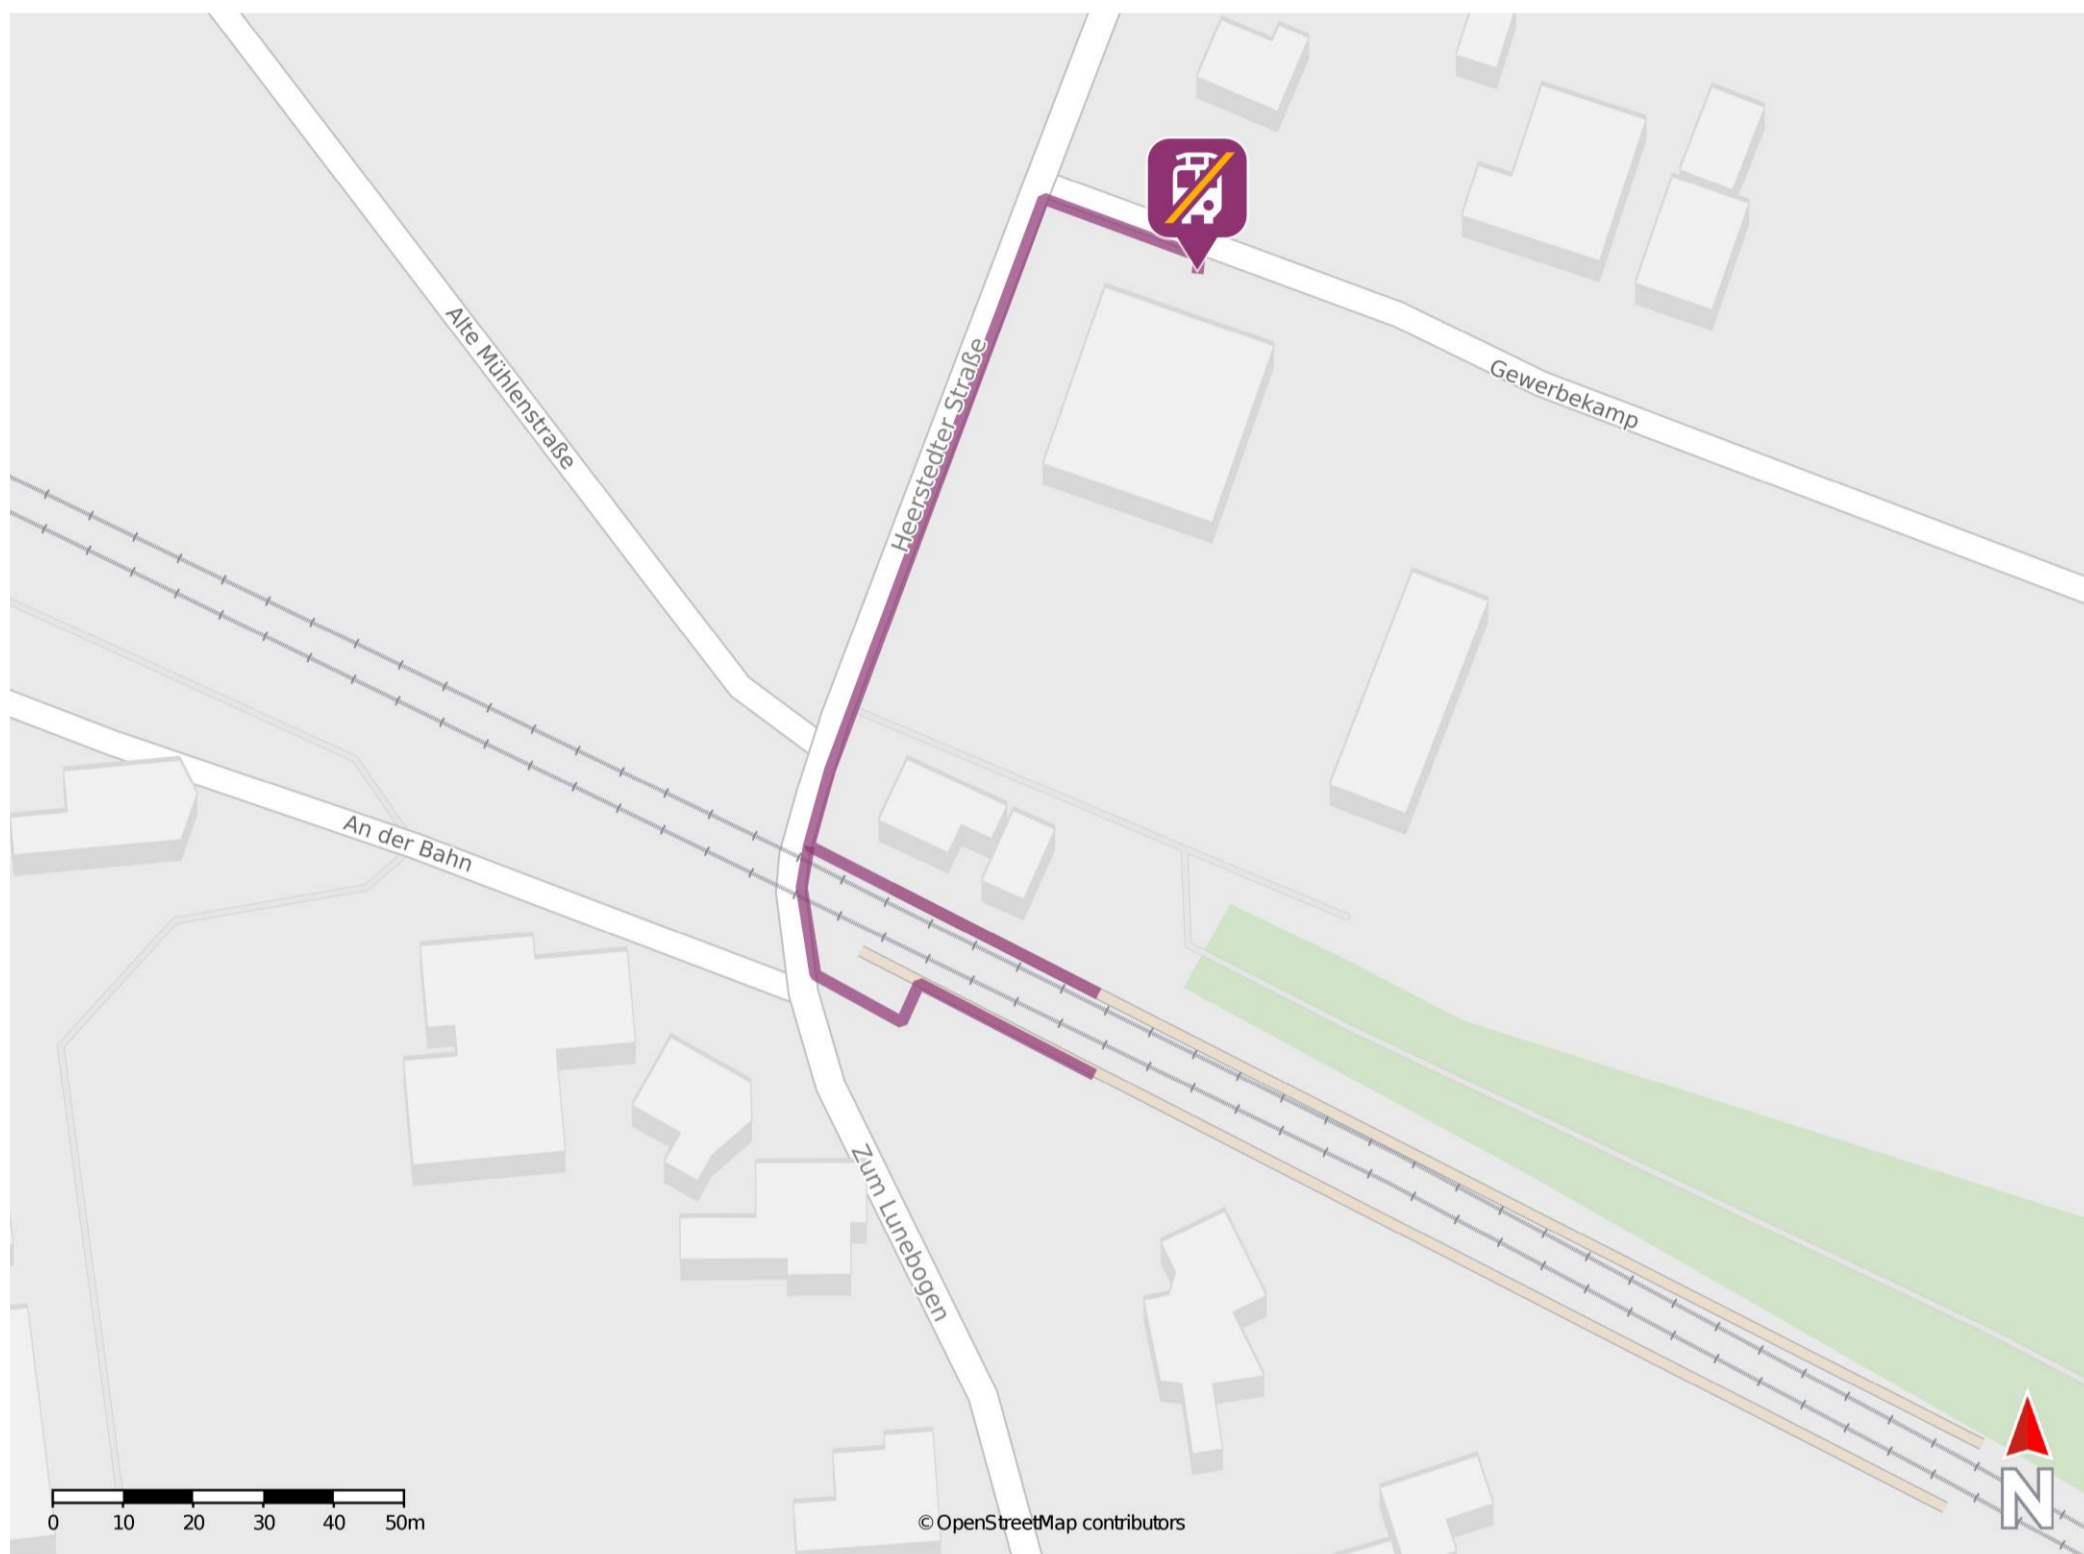 Alte Mühlenstraße
Heerstedter Straße
Gewerbekamp
An der Bahn
Zum Lunebogen
N
0 10 20 30 40 50m
© OpenStreetMap contributors